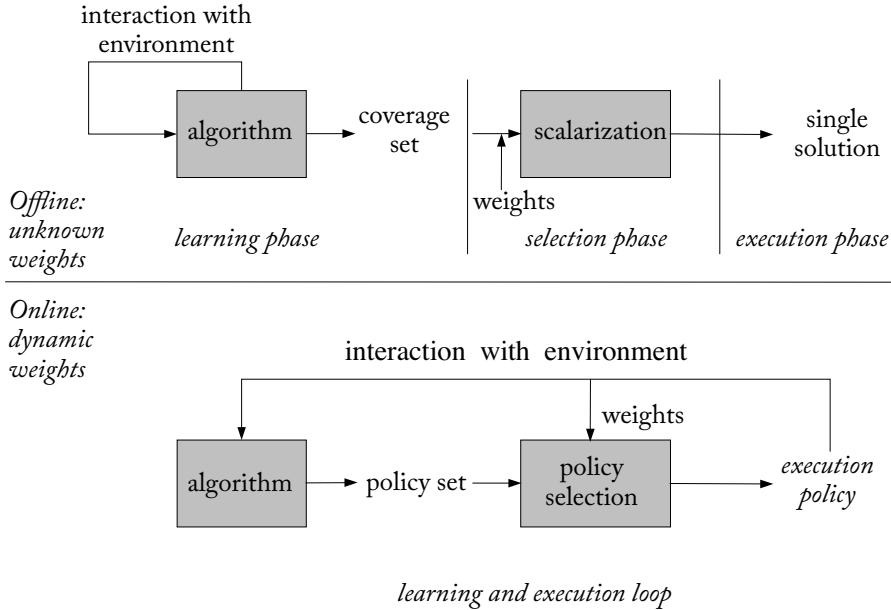 interaction with
environment
algorithm
coverage
set
scalarization
single
solution
weights
Offline:
unknown
weights
learning phase
selection phase
execution phase
Online:
dynamic
weights
interaction with environment
weights
algorithm
policy set
policy
selection
execution
policy
learning and execution loop